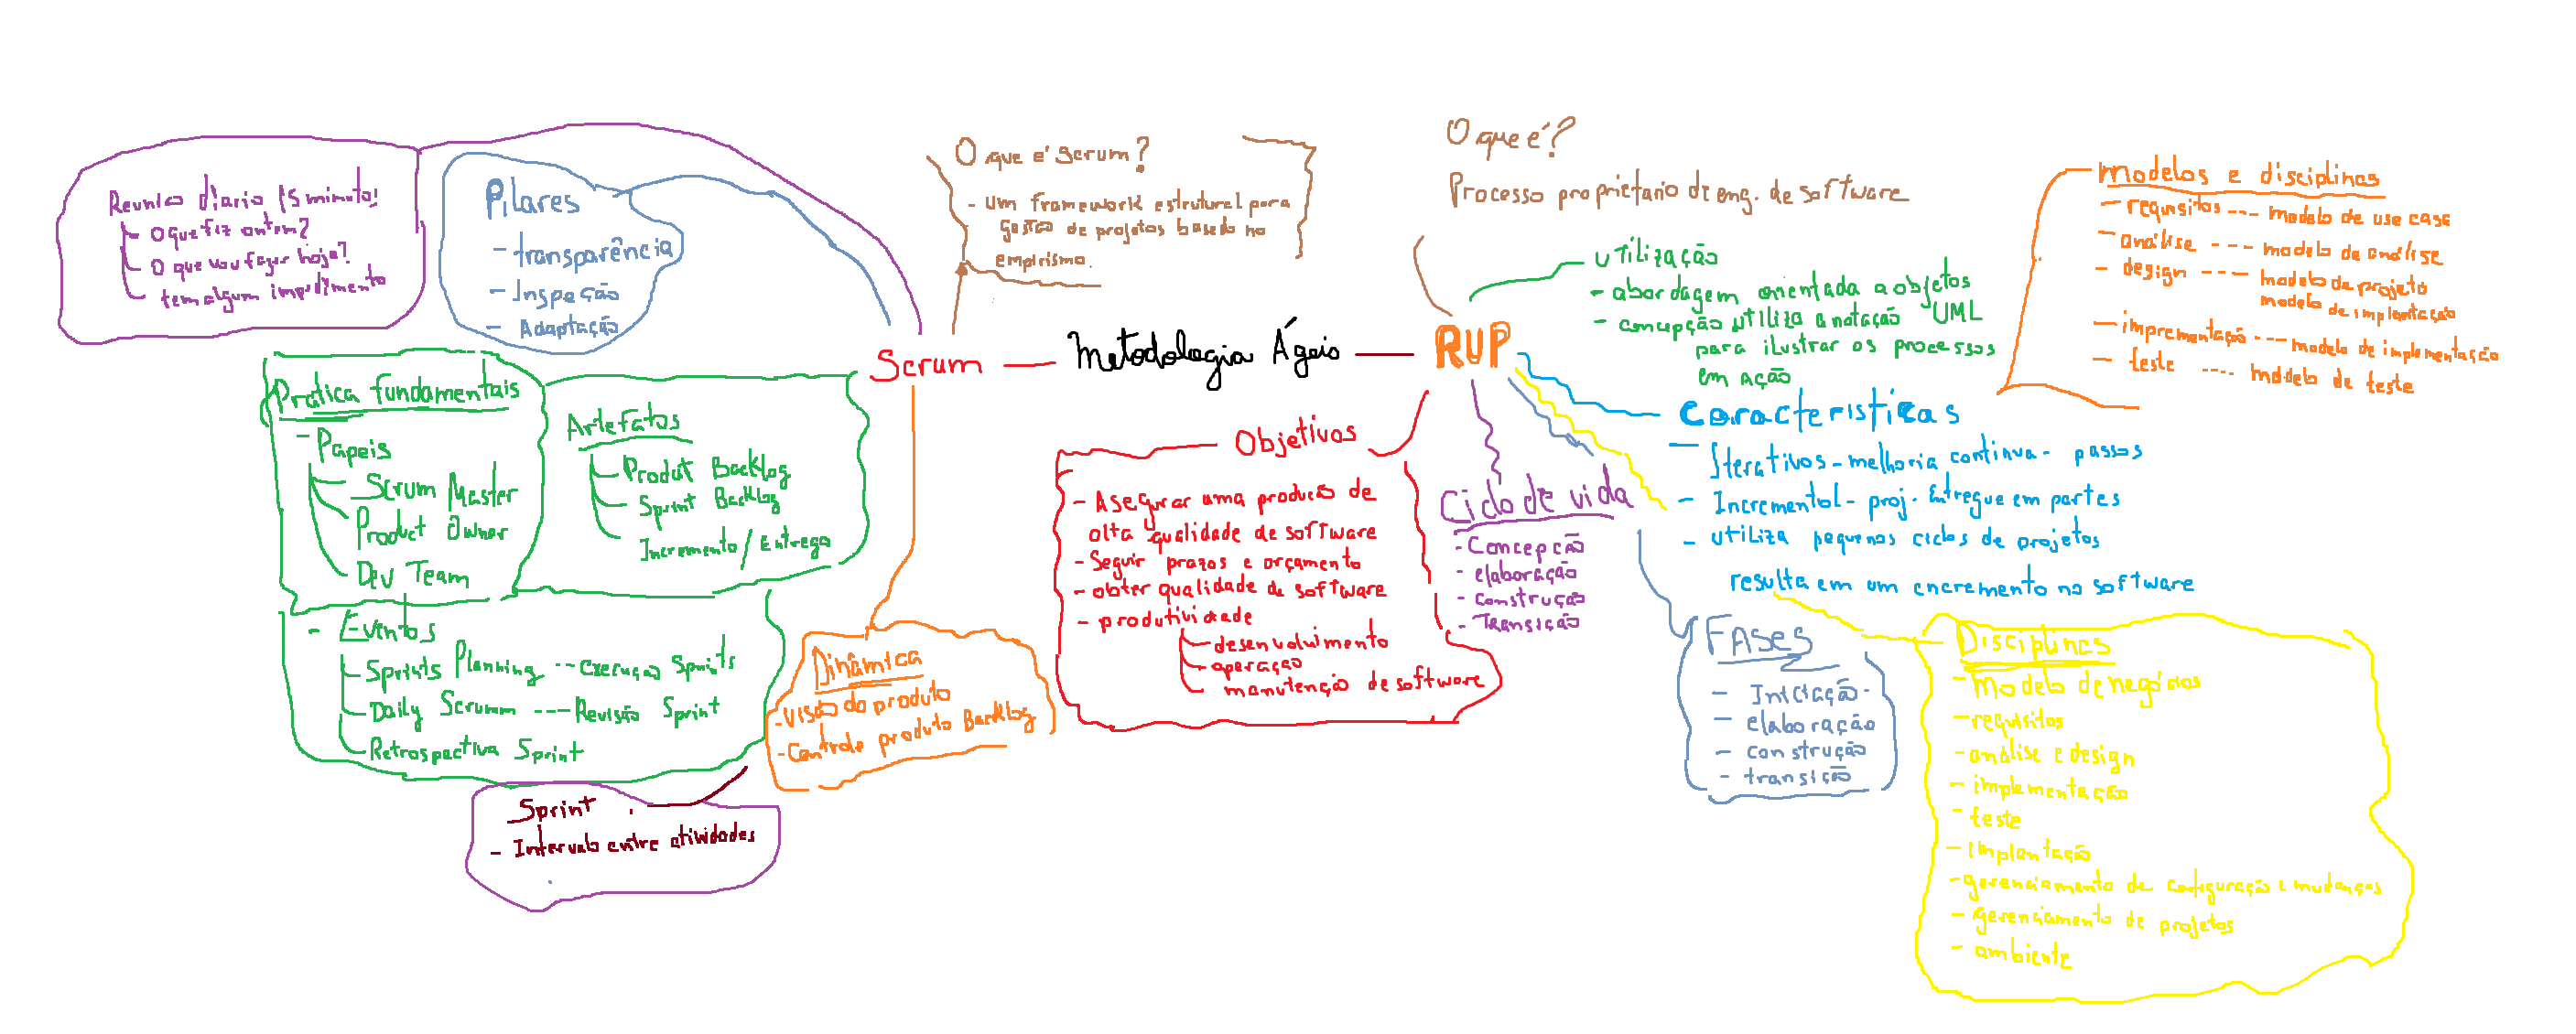 Metodologia Ágeio
Scrum
Reunião diario 15 minuto!
- O que fiz ontem?
- O que vou fazer hoje?
- tem algum impedimento
Pilares
- transparência
- Inspeção
- Adaptação
O que é Scrum?
- um framework estrutural para
gestão de projetos baseado no
empirismo.
Pratica fundamentais
- Papeis
- Scrum Master
Product Owner
- Dev Team
Artefatos
- Produt Backlog
- Sprint Backlog
- Incremento / Entrega
- Eventos
- Sprints Planning --- execuçao Sprits
- Daily Scrumm ---- Revisão Sprint
- Retrospectiva Sprint
Dinâmica
- Visão do produto
- Controle produto Backlog
Sprint
- Intervalo entre atividades
RUP
O que é?
Processo proprietario de eng. de software
utilização
- abordagem orientada a objetos
- concepção utiliza a notação UML
para ilustrar os processos
em Ação
Modelos e disciplinas
- requisitos --- modelo de use case
- análise ---- modelo de análise
- design ---- modelo de projeto
modelo de implantação
- imprementação ---- modelo de implementação
- teste ---- modelo de teste
Caracteristicas
- Iterativos - melhoria continua - passos
- Incremental - proj. Entregue em partes
- utiliza pequenos ciclos de projetos
resulta em um encremento no software
Objetivos
- Asegurar uma produção de
alta qualidade de software
- Seguir prazos e orçamento
- obter qualidade de software
- produtividade
- desenvolvimento
- operação
- manutenção de software
Ciclo de vida
- Concepção
- elaboração
- construção
- Transição
FASES
- Iniciação
- elaboração
- construção
- transição
Disciplinas
- Modelo de negócios
- requisitos
- análise e design
- implementação
- teste
- implantação
- gerenciamento de configuração e mudanças
- gerenciamento de projetos
- ambiente